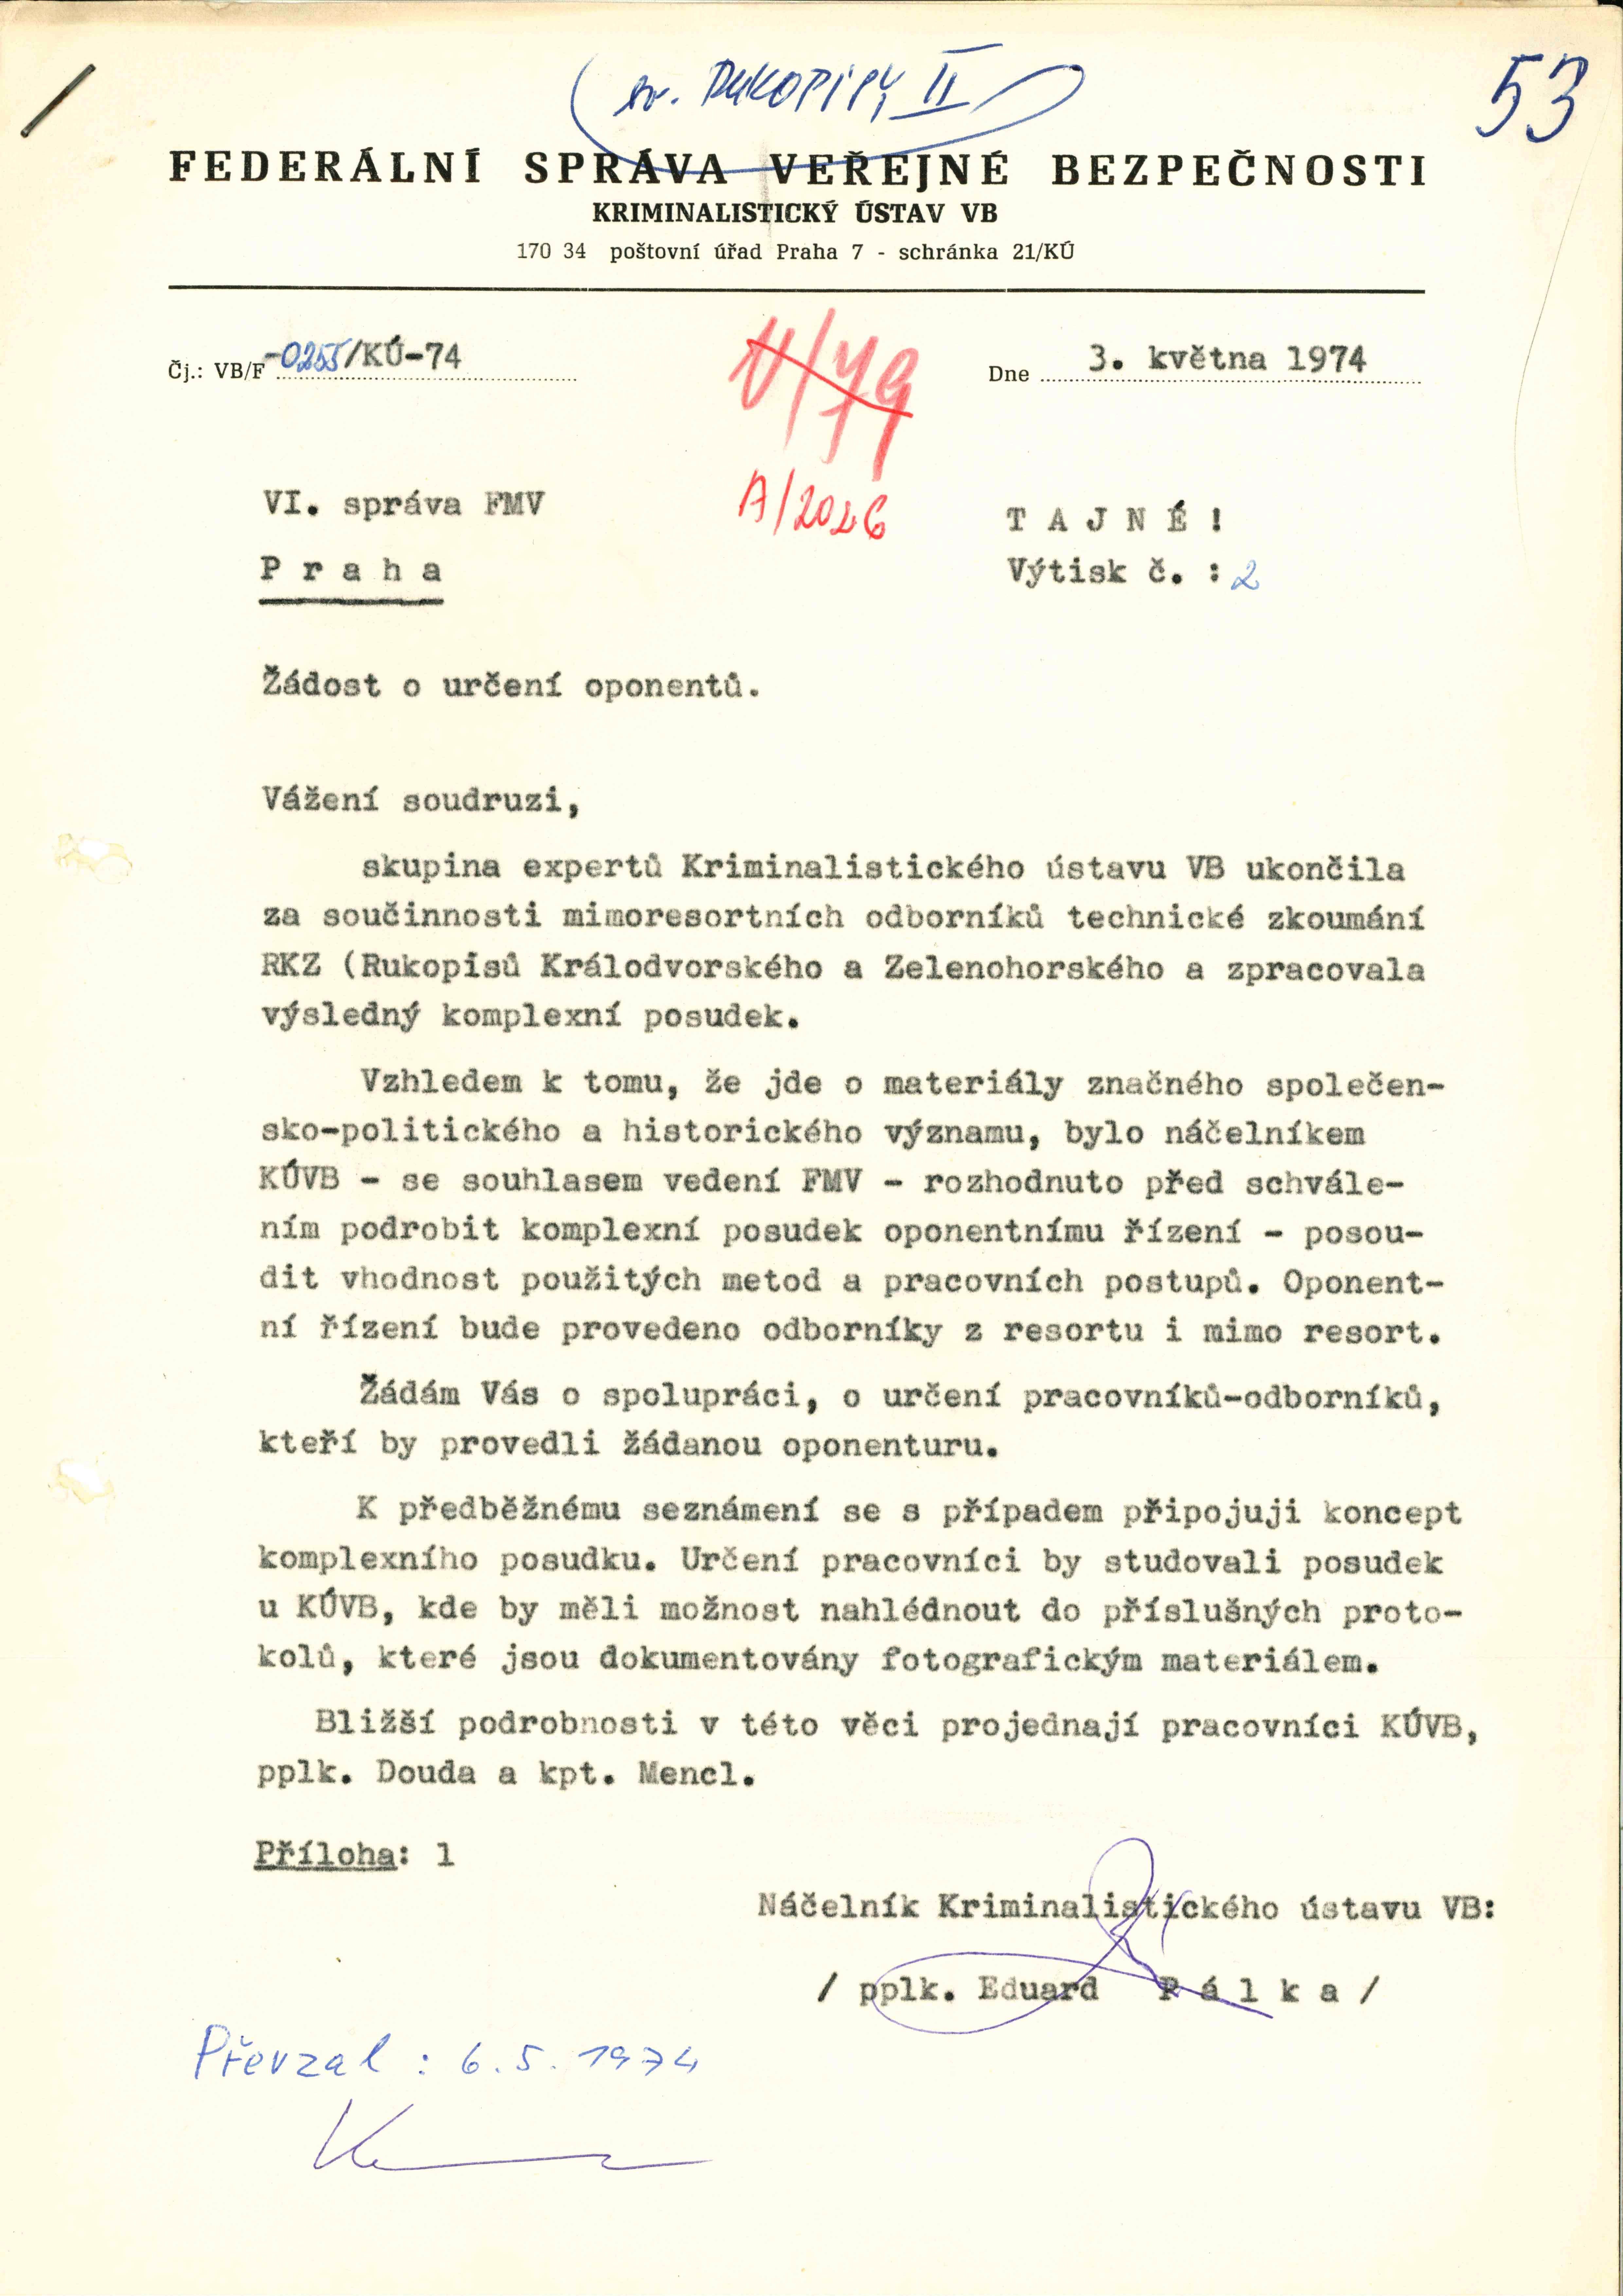 RUKOPISY II
53
FEDERÁLNÍ SPRÁVA VEŘEJNÉ BEZPEČNOSTI
KRIMINALISTICKÝ ÚSTAV VB
170 34 poštovní úřad Praha 7 - schránka 21/KÚ
Čj.: VB/F -0255/KÚ-74
Dne 3. května 1974
VI. správa FMV
A/2026
T A J N É !
P r a h a
Výtisk č. : 2
Žádost o určení oponentů.
Vážení soudruzi,
skupina expertů Kriminalistického ústavu VB ukončila
za součinnosti mimoresortních odborníků technické zkoumání
RKZ (Rukopisů Králodvorského a Zelenohorského a zpracovala
výsledný komplexní posudek.
Vzhledem k tomu, že jde o materiály značného společen-
sko-politického a historického významu, bylo náčelníkem
KÚVB - se souhlasem vedení FMV - rozhodnuto před schvále-
ním podrobit komplexní posudek oponentnímu řízení - posou-
dit vhodnost použitých metod a pracovních postupů. Oponent-
ní řízení bude provedeno odborníky z resortu i mimo resort.
Žádám Vás o spolupráci, o určení pracovníků-odborníků,
kteří by provedli žádanou oponenturu.
K předběžnému seznámení se s případem připojuji koncept
komplexního posudku. Určení pracovníci by studovali posudek
u KÚVB, kde by měli možnost nahlédnout do příslušných proto-
kolů, které jsou dokumentovány fotografickým materiálem.
Bližší podrobnosti v této věci projednají pracovníci KÚVB,
pplk. Douda a kpt. Mencl.
Příloha: 1
Náčelník Kriminalistického ústavu VB:
/ pplk. Eduard P á l k a /
Převzal : 6.5.1974